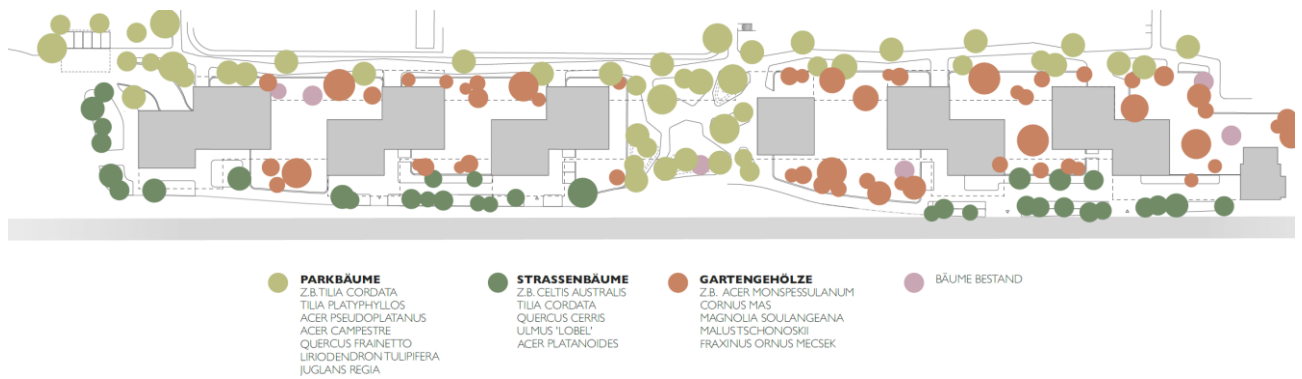 PARKBÄUME
Z.B. TILIA CORDATA
TILIA PLATYPHYLLOS
ACER PSEUDOPLATANUS
ACER CAMPESTRE
QUERCUS FRAINETTO
LIRIODENDRON TULIPIFERA
JUGLANS REGIA
STRASSENBÄUME
Z.B. CELTIS AUSTRALIS
TILIA CORDATA
QUERCUS CERRIS
ULMUS 'LOBEL'
ACER PLATANOIDES
GARTENGEHÖLZE
Z.B. ACER MONSPESSULANUM
CORNUS MAS
MAGNOLIA SOULANGEANA
MALUS TSCHONOSKII
FRAXINUS ORNUS MECSEK
BÄUME BESTAND